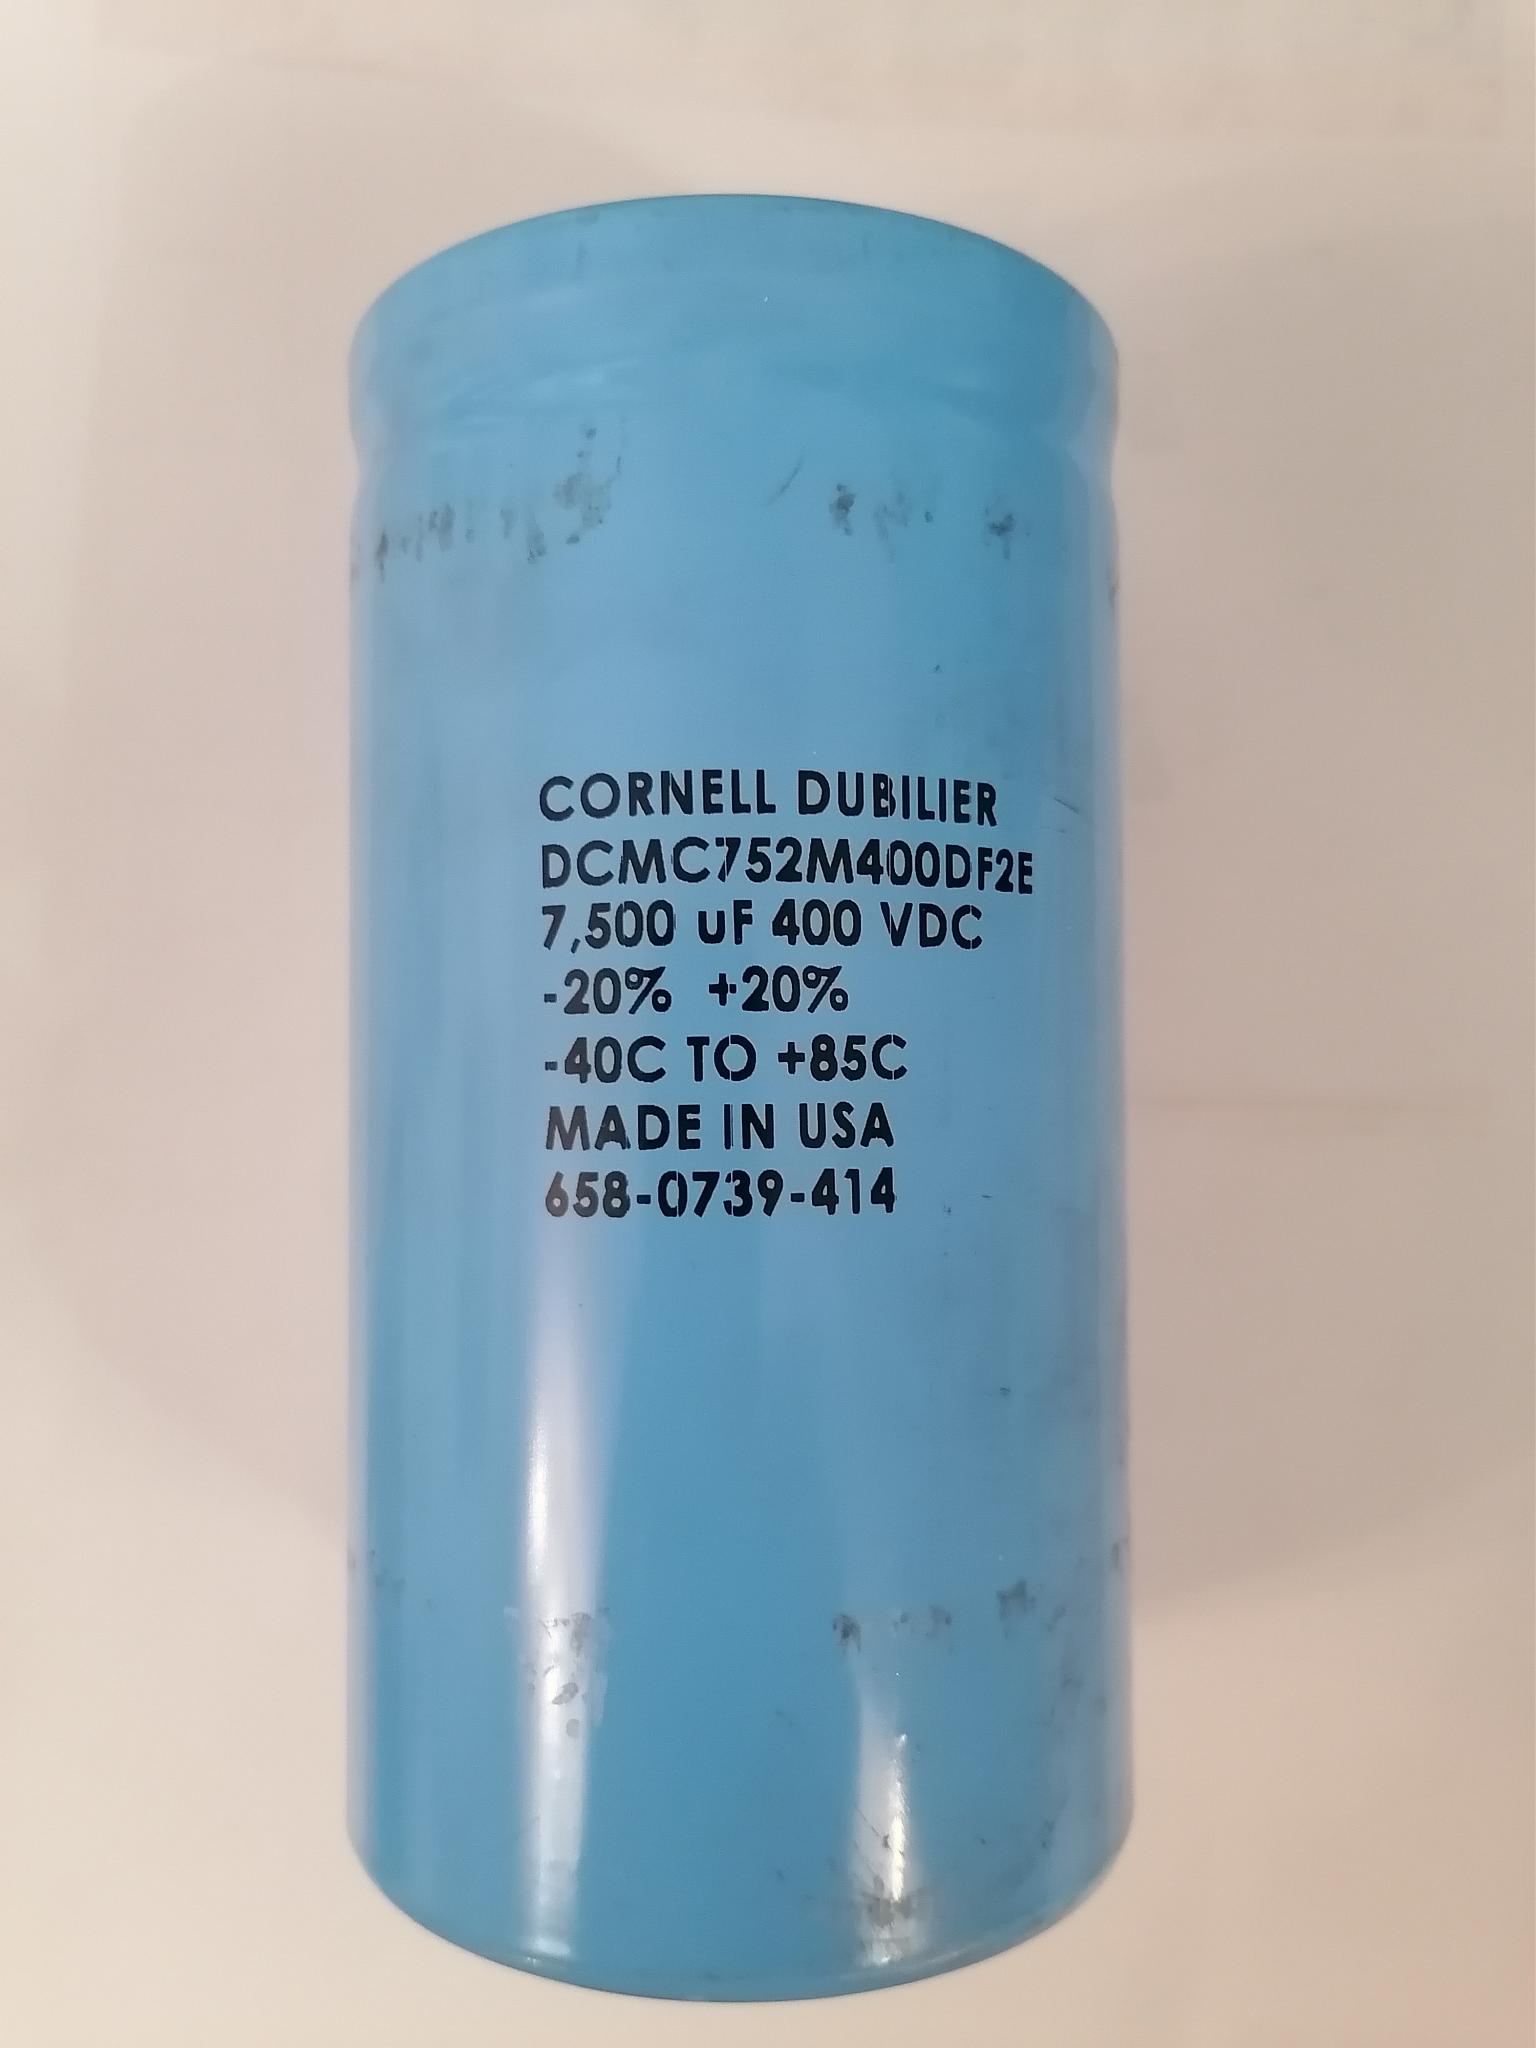 CORNELL DUBILIER
DCMC752M400DF2E
7,500 uF 400 VDC
-20% +20%
-40C TO +85C
MADE IN USA
658-0739-414